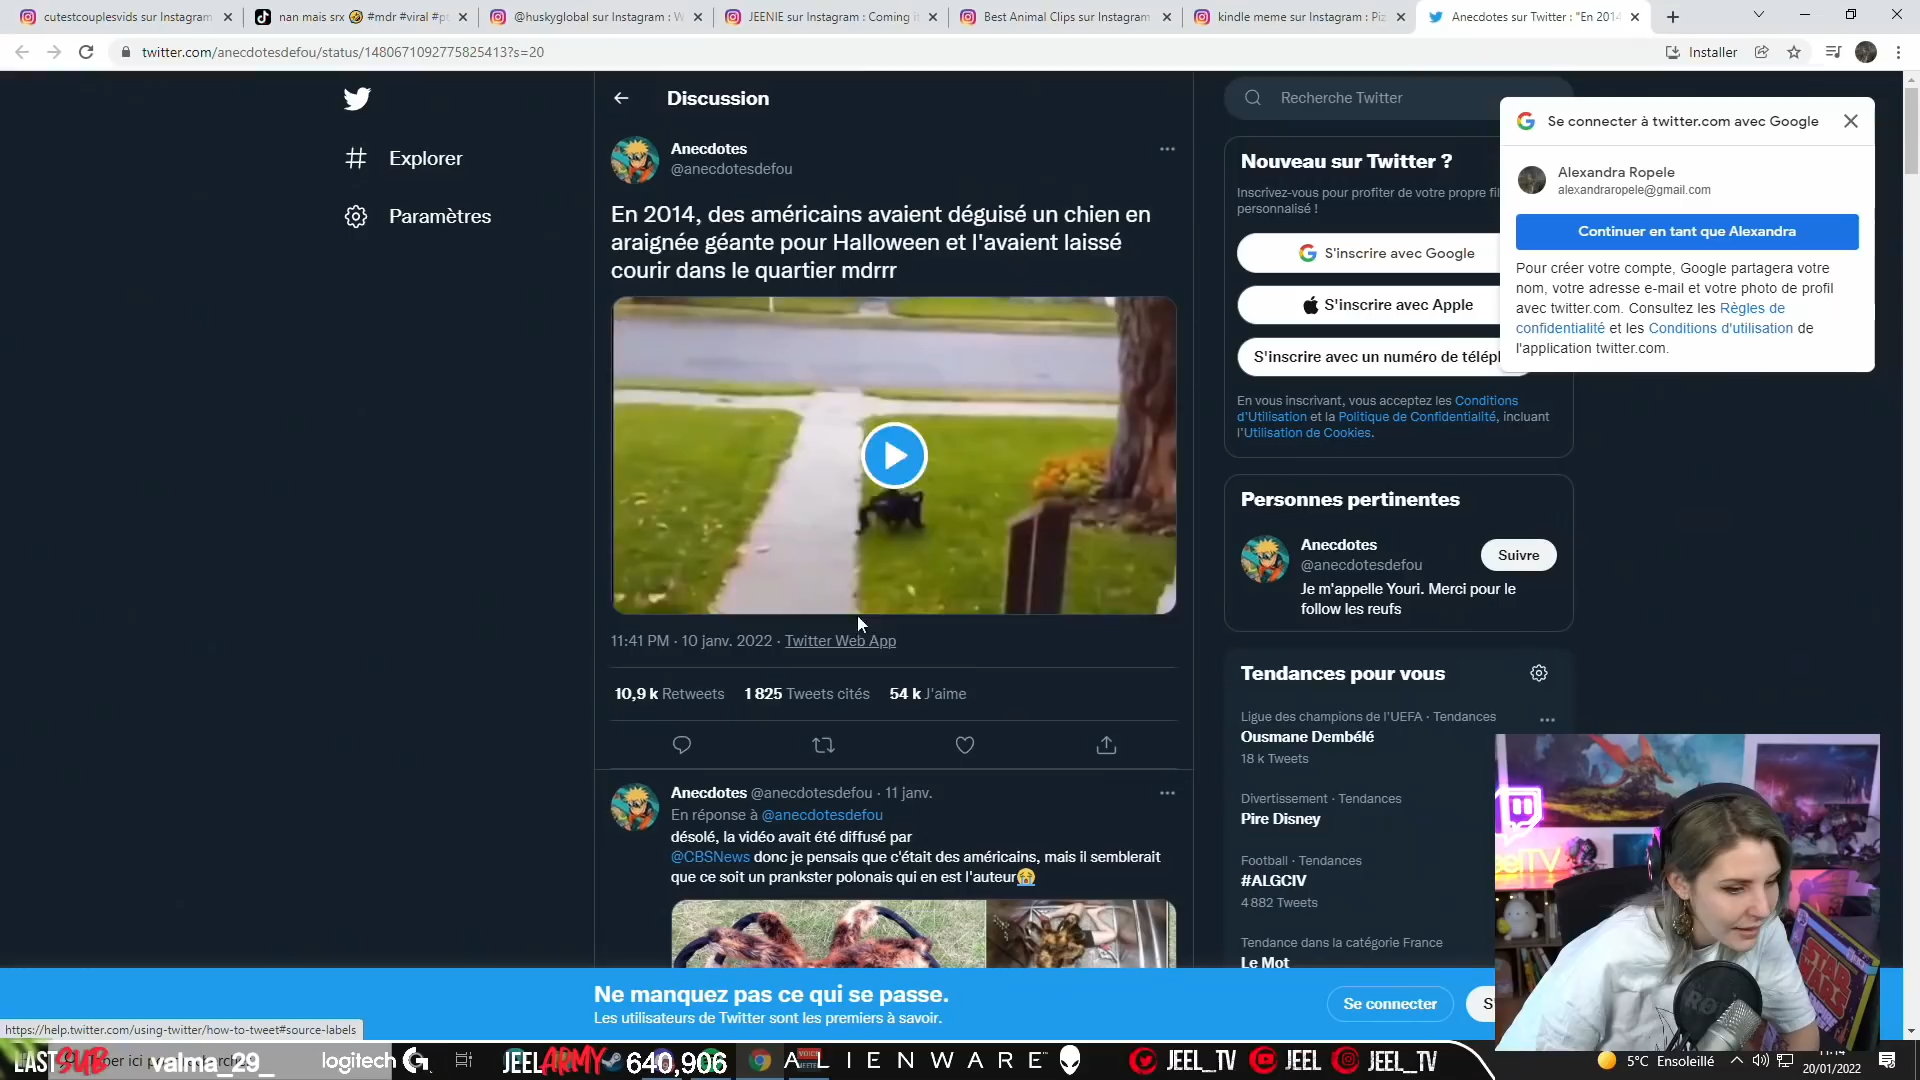 cutestcouplesvids sur Instagram
nan mais srx 🤣 #mdr #viral #p
@huskyglobal sur Instagram : W
JEENIE sur Instagram : Coming i
Best Animal Clips sur Instagram
kindle meme sur Instagram : Piz
Anecdotes sur Twitter : "En 2014
twitter.com/anecdotesdefou/status/1480671092775825413?s=20
Installer
Explorer
Paramètres
Discussion
Anecdotes
@anecdotesdefou
En 2014, des américains avaient déguisé un chien en
araignée géante pour Halloween et l'avaient laissé
courir dans le quartier mdrrr
11:41 PM · 10 janv. 2022 · Twitter Web App
10,9 k Retweets 1 825 Tweets cités 54 k J'aime
Anecdotes @anecdotesdefou · 11 janv.
En réponse à @anecdotesdefou
désolé, la vidéo avait été diffusé par
@CBSNews donc je pensais que c'était des américains, mais il semblerait
que ce soit un prankster polonais qui en est l'auteur😭
Recherche Twitter
Nouveau sur Twitter ?
Inscrivez-vous pour profiter de votre propre fil
personnalisé !
S'inscrire avec Google
S'inscrire avec Apple
S'inscrire avec un numéro de télépl
En vous inscrivant, vous acceptez les Conditions
d'Utilisation et la Politique de Confidentialité, incluant
l'Utilisation de Cookies.
Se connecter à twitter.com avec Google
Alexandra Ropele
alexandraropele@gmail.com
Continuer en tant que Alexandra
Pour créer votre compte, Google partagera votre
nom, votre adresse e-mail et votre photo de profil
avec twitter.com. Consultez les Règles de
confidentialité et les Conditions d'utilisation de
l'application twitter.com.
Personnes pertinentes
Anecdotes
@anecdotesdefou
Suivre
Je m'appelle Youri. Merci pour le
follow les reufs
Tendances pour vous
Ligue des champions de l'UEFA · Tendances
Ousmane Dembélé
18 k Tweets
Divertissement · Tendances
Pire Disney
Football · Tendances
#ALGCIV
4 882 Tweets
Tendance dans la catégorie France
Le Mot
Ne manquez pas ce qui se passe.
Les utilisateurs de Twitter sont les premiers à savoir.
Se connecter
https://help.twitter.com/using-twitter/how-to-tweet#source-labels
LAST SUB valma_29_ logitech G JEEL ARMY 640,906 ALIENWARE JEEL_TV JEEL JEEL_TV
5°C Ensoleillé
11:14
20/01/2022
STAR
WARS